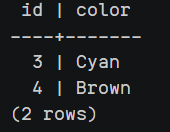 id | color
----+-------
  3 | Cyan
  4 | Brown
(2 rows)